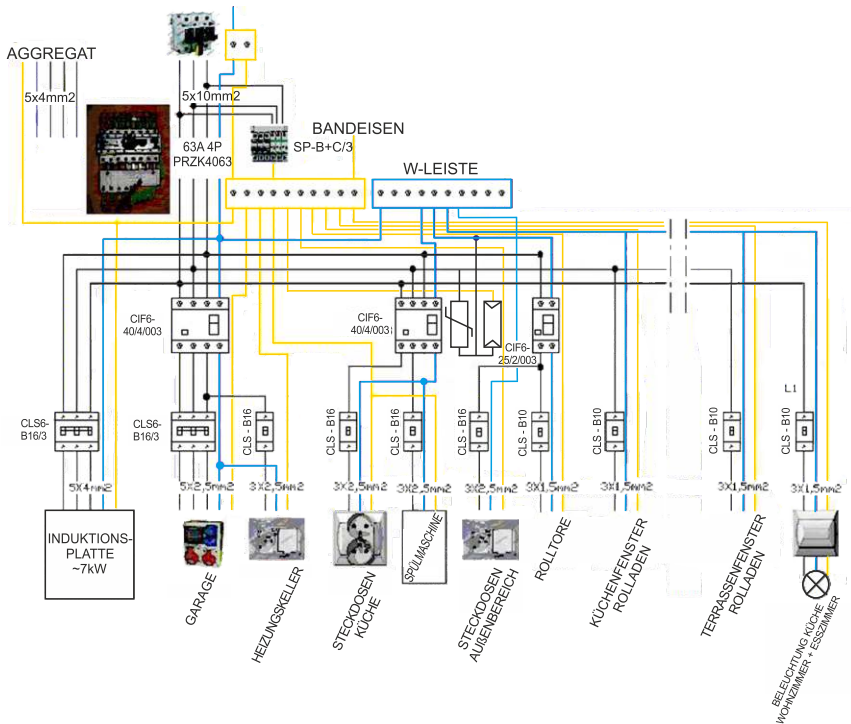 AGGREGAT
5x4mm2
5x10mm2
63A 4P
PRZK4063
BANDEISEN
SP-B+C/3
W-LEISTE
CIF6-
40/4/003
CIF6-
40/4/003
CIF6-
25/2/003
L1
CLS6-
B16/3
CLS6-
B16/3
CLS - B16
CLS - B16
CLS - B16
CLS - B16
CLS - B10
CLS - B10
CLS - B10
CLS - B10
5X4mm2
5X2,5mm2
3X2,5mm2
3X2,5mm2
3X2,5mm2
3X2,5mm2
3X1,5mm2
3X1,5mm2
3X1,5mm2
3X1,5mm2
INDUKTIONS-
PLATTE
~7kW
GARAGE
HEIZUNGSKELLER
STECKDOSEN
KÜCHE
SPÜLMASCHINE
STECKDOSEN
AUßENBEREICH
ROLLTORE
KÜCHENFENSTER
ROLLADEN
TERRASSENFENSTER
ROLLADEN
BELEUCHTUNG KÜCHE
WOHNZIMMER + ESSZIMMER